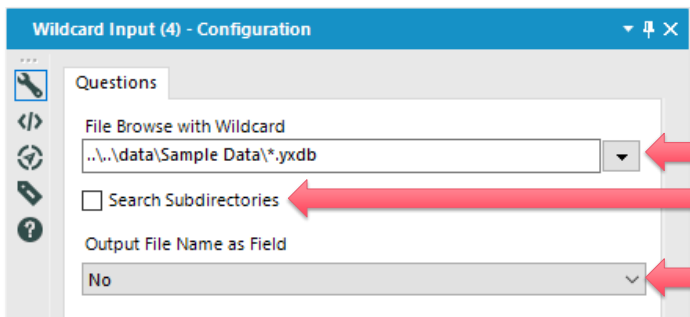 Wildcard Input (4) - Configuration
Questions
File Browse with Wildcard
..\..\data\Sample Data\*.yxdb
Search Subdirectories
Output File Name as Field
No